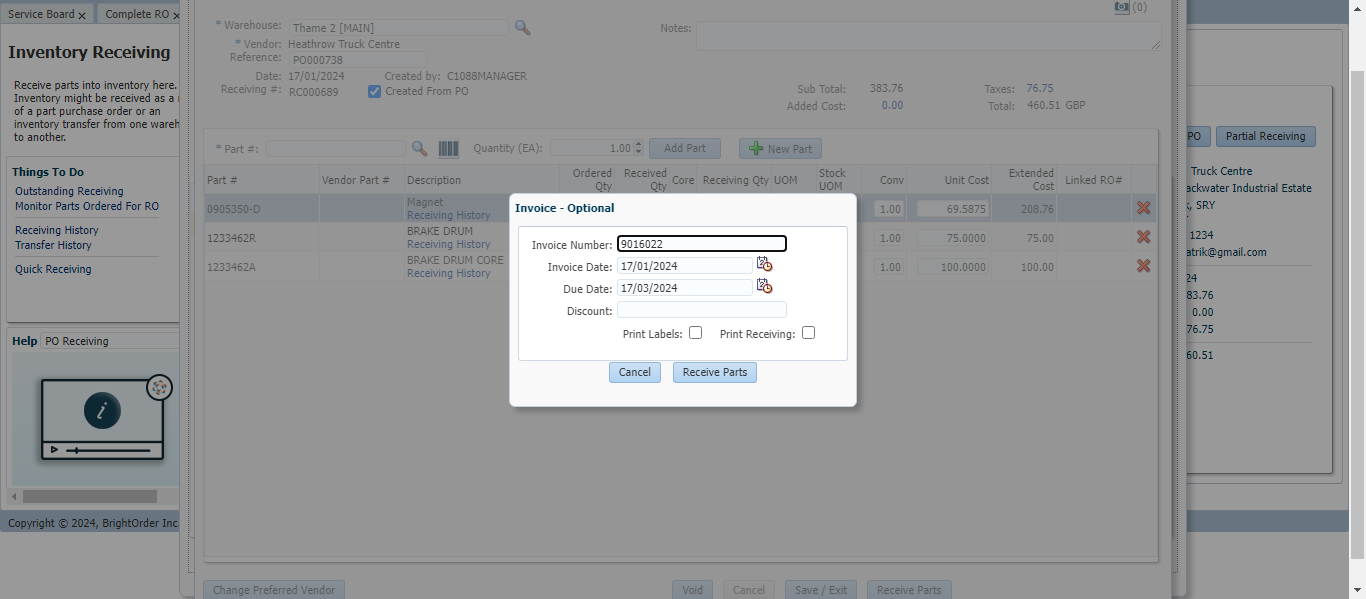 Service Board x
Complete RO x
Inventory Receiving
Receive parts into inventory here.
Inventory might be received as a
of a part purchase order or an
inventory transfer from one wareh
to another.
Things To Do
Outstanding Receiving
Monitor Parts Ordered For RO
Receiving History
Transfer History
Quick Receiving
Help PO Receiving
Copyright © 2024, BrightOrder Inc.
(0)
* Warehouse: Thame 2 [MAIN]
Notes:
* Vendor: Heathrow Truck Centre
Reference: PO000738
Date: 17/01/2024 Created by: C1088MANAGER
Receiving #: RC000689 Created From PO
Sub Total: 383.76 Taxes: 76.75
Added Cost: 0.00 Total: 460.51 GBP
* Part #: Quantity (EA): 1.00 Add Part New Part
Part # Vendor Part # Description Ordered Qty Received Qty Core Receiving Qty UOM Stock UOM Conv Unit Cost Extended Cost Linked RO#
0905350-D Magnet 1.00 69.5875 208.76
Receiving History
1233462R BRAKE DRUM 1.00 75.0000 75.00
Receiving History
1233462A BRAKE DRUM CORE 1.00 100.0000 100.00
Receiving History
Invoice - Optional
Invoice Number: 9016022
Invoice Date: 17/01/2024
Due Date: 17/03/2024
Discount:
Print Labels: Print Receiving:
Cancel Receive Parts
Change Preferred Vendor Void Cancel Save / Exit Receive Parts
PO Partial Receiving
Truck Centre
ackwater Industrial Estate
, SRY
1234
atrik@gmail.com
24
83.76
0.00
76.75
60.51